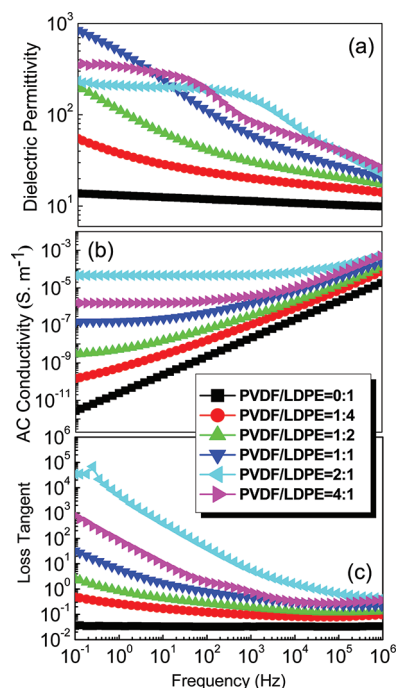 (a)
Dielectric Permittivity
10³
10²
10¹
(b)
AC Conductivity (S. m⁻¹)
10⁻³
10⁻⁵
10⁻⁷
10⁻⁹
10⁻¹¹
PVDF/LDPE=0:1
PVDF/LDPE=1:4
PVDF/LDPE=1:2
PVDF/LDPE=1:1
PVDF/LDPE=2:1
PVDF/LDPE=4:1
(c)
Loss Tangent
10⁶
10⁵
10⁴
10³
10²
10¹
10⁰
10⁻¹
10⁻²
10⁻¹ 10⁰ 10¹ 10² 10³ 10⁴ 10⁵ 10⁶
Frequency (Hz)